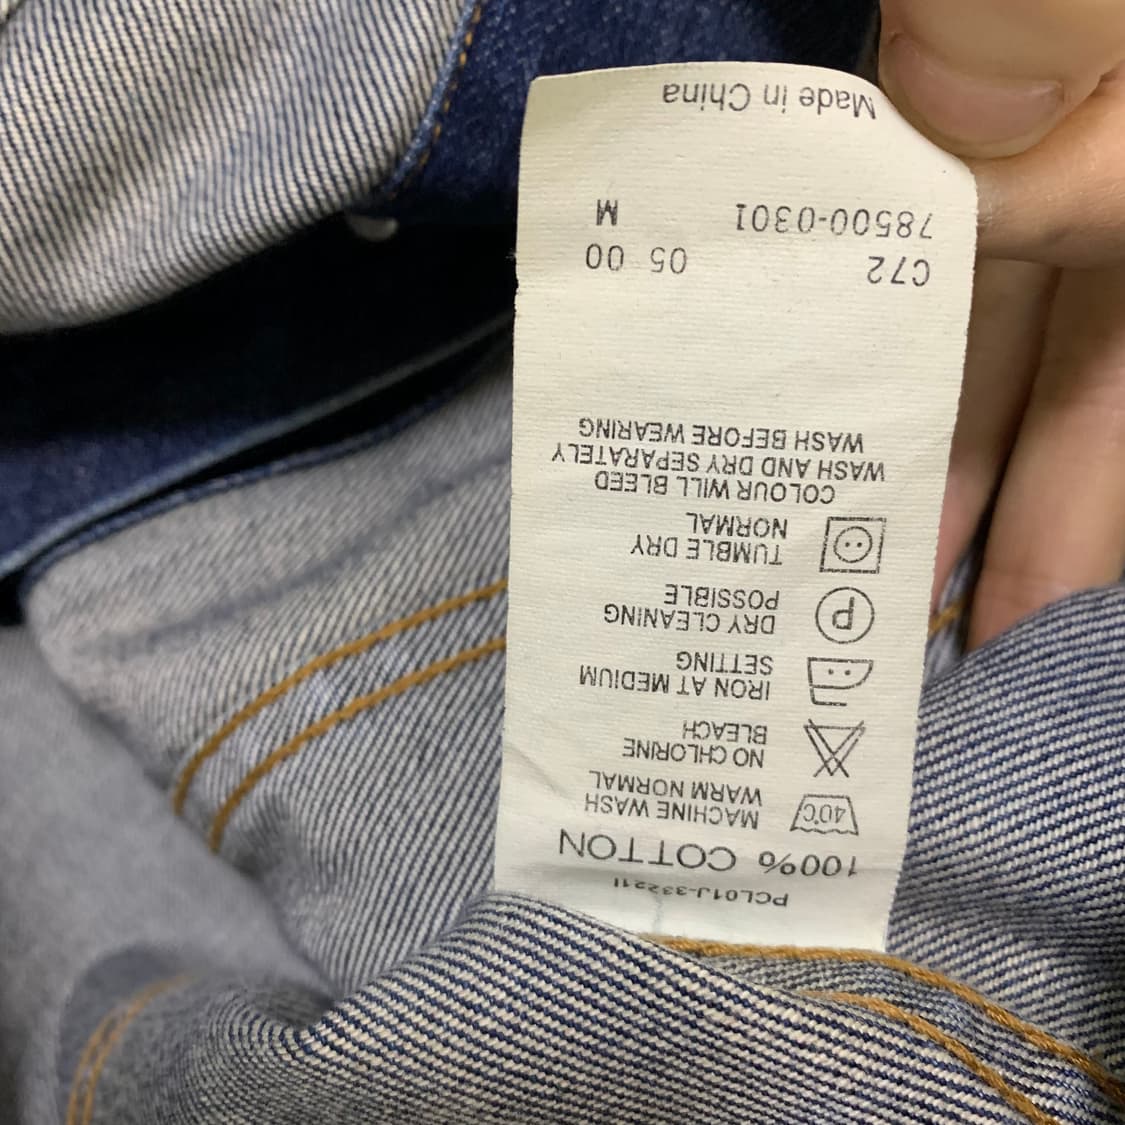 PCL01J-33221I
100% COTTON
40°C
MACHINE WASH
WARM NORMAL
NO CHLORINE
BLEACH
IRON AT MEDIUM
SETTING
P
DRY CLEANING
POSSIBLE
TUMBLE DRY
NORMAL
COLOUR WILL BLEED
WASH AND DRY SEPARATELY
WASH BEFORE WEARING
C72 05 00
78500-0301 M
Made in China